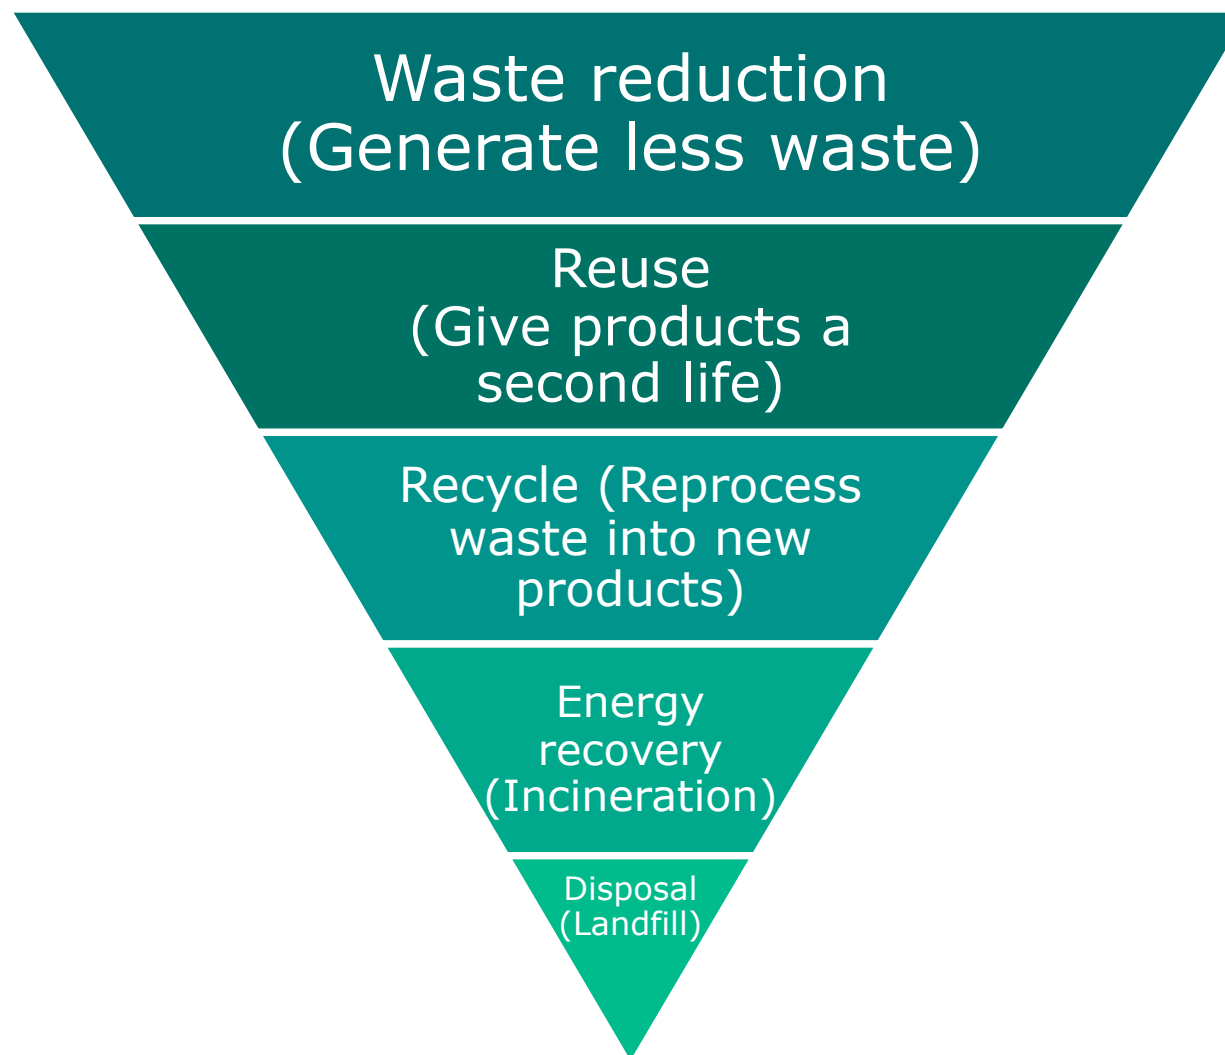 Waste reduction
(Generate less waste)
Reuse
(Give products a
second life)
Recycle (Reprocess
waste into new
products)
Energy
recovery
(Incineration)
Disposal
(Landfill)